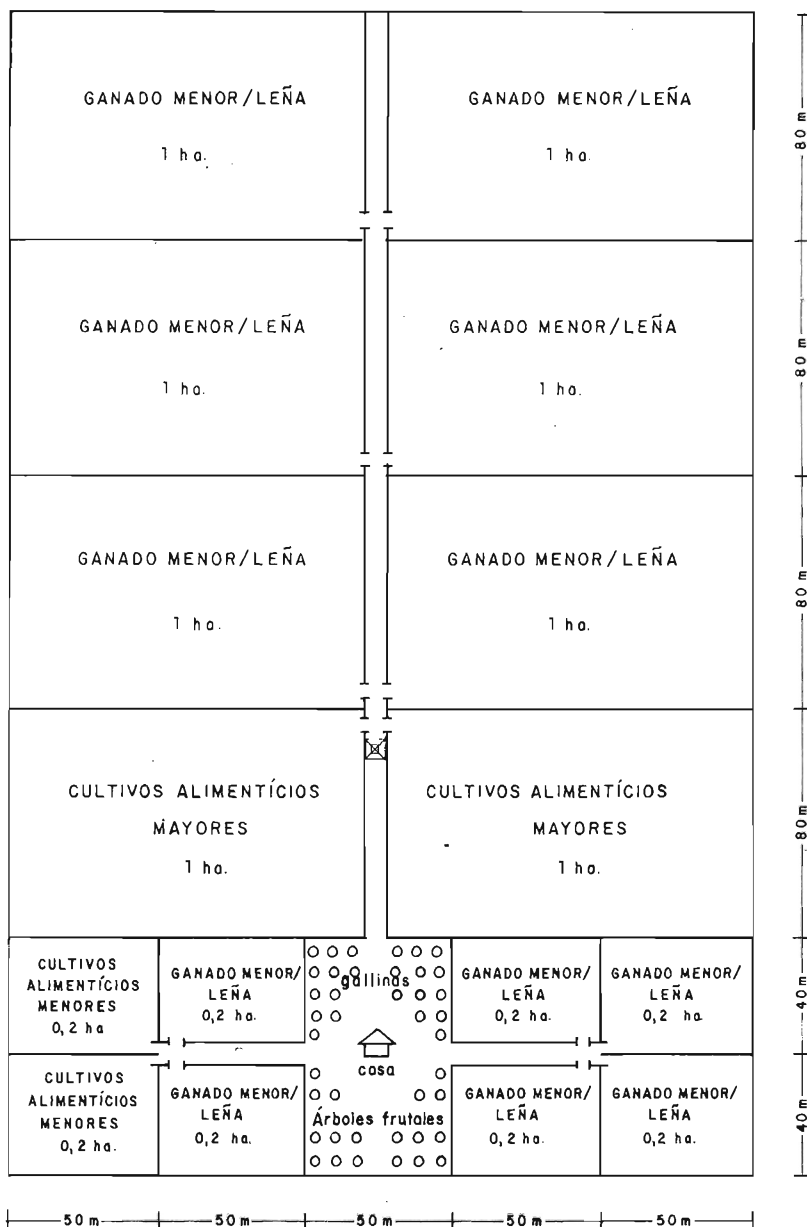 GANADO MENOR/LEÑA
1 ha.
GANADO MENOR/LEÑA
1 ha.
80 m
GANADO MENOR/LEÑA
1 ha.
GANADO MENOR/LEÑA
1 ha.
80 m
GANADO MENOR/LEÑA
1 ha.
GANADO MENOR/LEÑA
1 ha.
80 m
CULTIVOS ALIMENTÍCIOS
MAYORES
1 ha.
CULTIVOS ALIMENTÍCIOS
MAYORES
1 ha.
80 m
CULTIVOS
ALIMENTÍCIOS
MENORES
0,2 ha
GANADO MENOR/
LEÑA
0,2 ha.
gallinas
GANADO MENOR/
LEÑA
0,2 ha.
GANADO MENOR/
LEÑA
0,2 ha.
40 m
casa
CULTIVOS
ALIMENTÍCIOS
MENORES
0,2 ha.
GANADO MENOR/
LEÑA
0,2 ha.
Árboles frutales
GANADO MENOR/
LEÑA
0,2 ha.
GANADO MENOR/
LEÑA
0,2 ha.
40 m
50 m
50 m
50 m
50 m
50 m